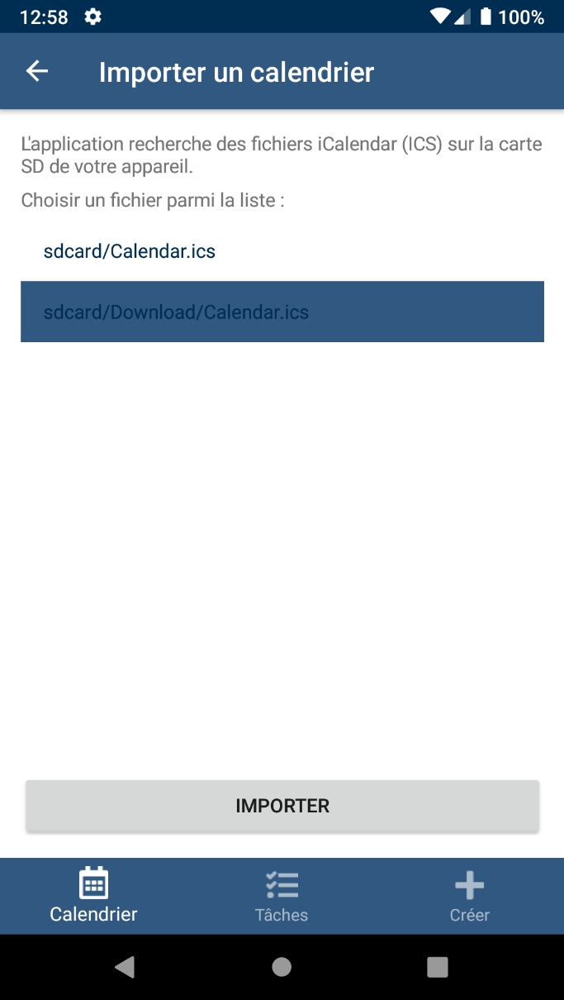 12:58 100%
Importer un calendrier
L'application recherche des fichiers iCalendar (ICS) sur la carte
SD de votre appareil.
Choisir un fichier parmi la liste :
sdcard/Calendar.ics
sdcard/Download/Calendar.ics
IMPORTER
Calendrier Tâches Créer